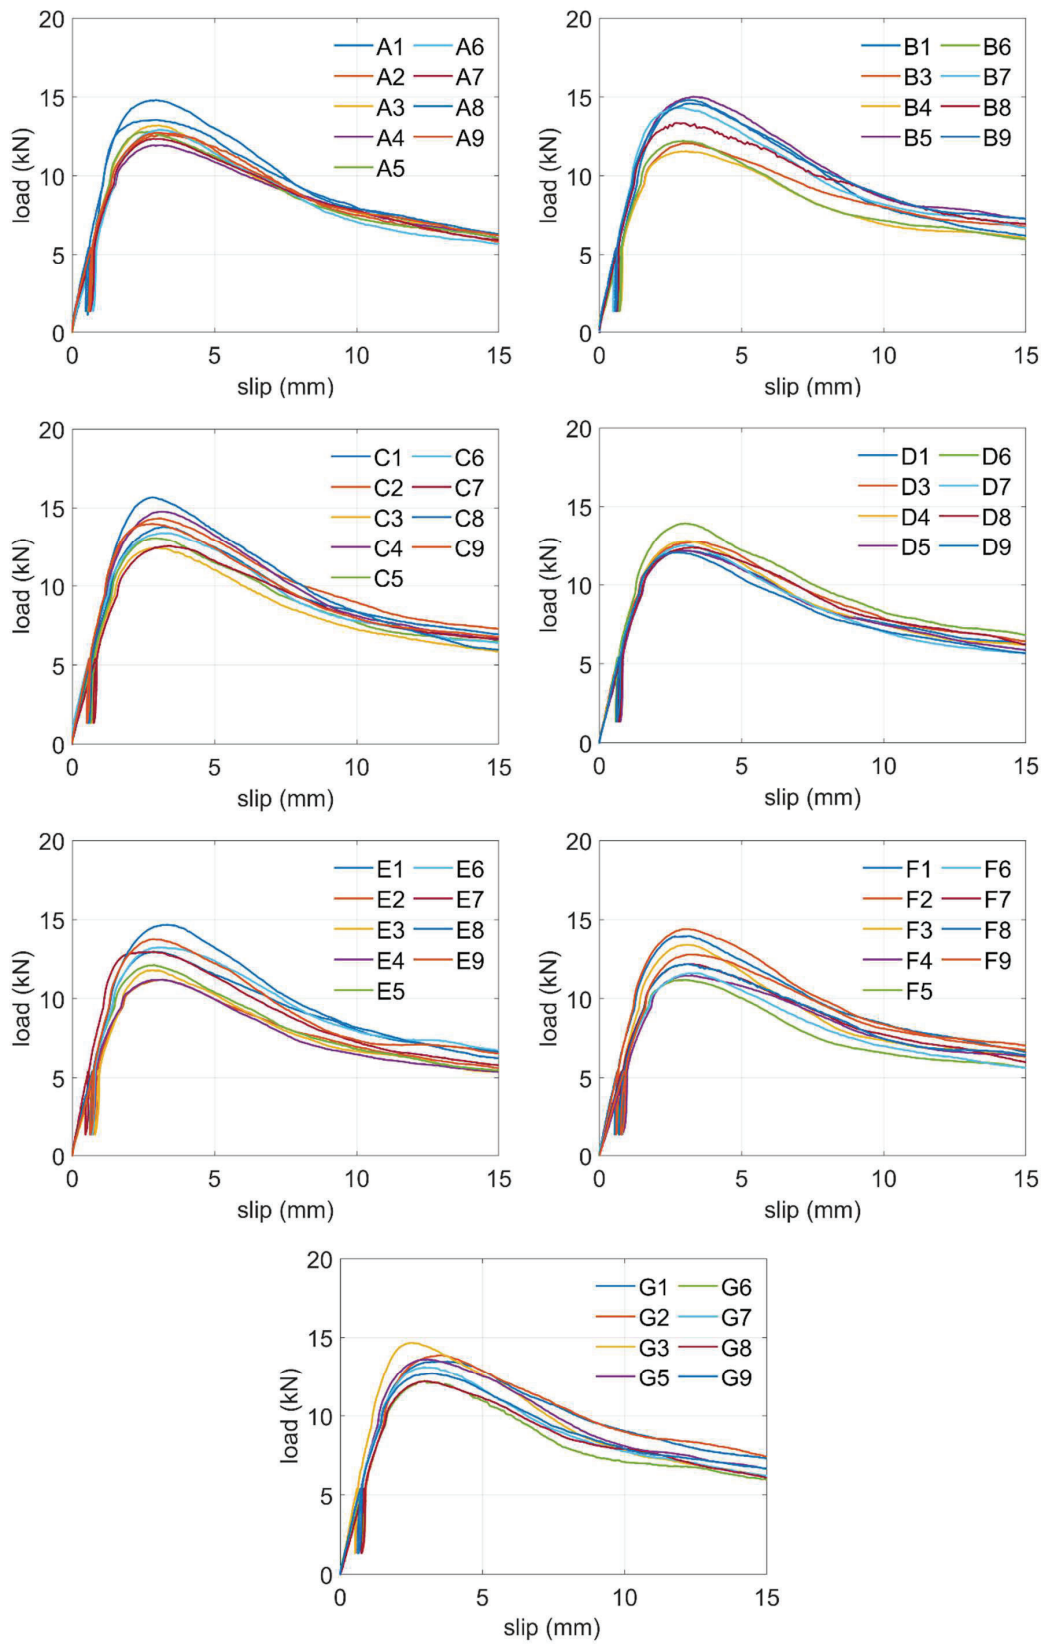 20
15
10
5
0
load (kN)
A1 A6
A2 A7
A3 A8
A4 A9
A5
0 5 10 15
slip (mm)
20
15
10
5
0
load (kN)
B1 B6
B3 B7
B4 B8
B5 B9
0 5 10 15
slip (mm)
20
15
10
5
0
load (kN)
C1 C6
C2 C7
C3 C8
C4 C9
C5
0 5 10 15
slip (mm)
20
15
10
5
0
load (kN)
D1 D6
D3 D7
D4 D8
D5 D9
0 5 10 15
slip (mm)
20
15
10
5
0
load (kN)
E1 E6
E2 E7
E3 E8
E4 E9
E5
0 5 10 15
slip (mm)
20
15
10
5
0
load (kN)
F1 F6
F2 F7
F3 F8
F4 F9
F5
0 5 10 15
slip (mm)
20
15
10
5
0
load (kN)
G1 G6
G2 G7
G3 G8
G5 G9
0 5 10 15
slip (mm)